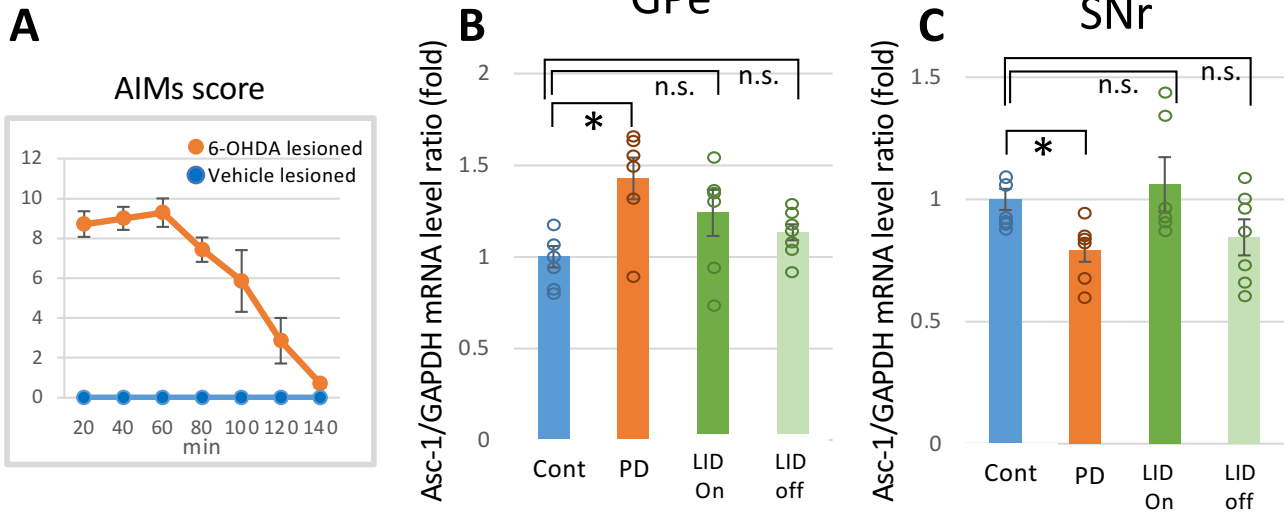 A
AIMs score
6-OHDA lesioned
Vehicle lesioned
12
10
8
6
4
2
0
20 40 60 80 100 120 140
min
B
GPe
Asc-1/GAPDH mRNA level ratio (fold)
2
1.5
1
0.5
0
n.s.
n.s.
*
Cont
PD
LID
On
LID
off
C
SNr
Asc-1/GAPDH mRNA level ratio (fold)
1.5
1
0.5
0
n.s.
n.s.
*
Cont
PD
LID
On
LID
off